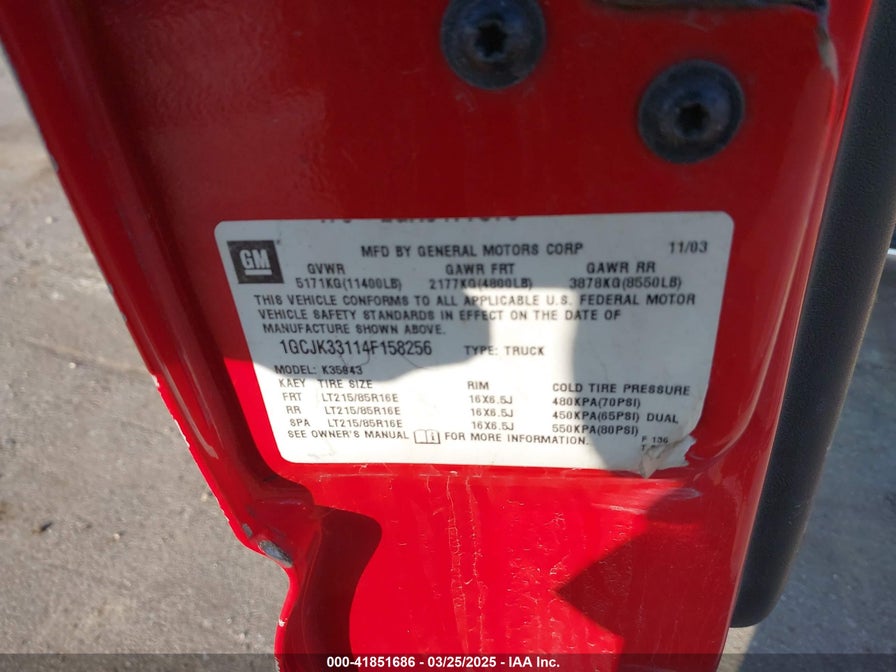 GM
MFD BY GENERAL MOTORS CORP 11/03
GVWR GAWR FRT GAWR RR
5171KG(11400LB) 2177KG(4800LB) 3878KG(8550LB)
THIS VEHICLE CONFORMS TO ALL APPLICABLE U.S. FEDERAL MOTOR
VEHICLE SAFETY STANDARDS IN EFFECT ON THE DATE OF
MANUFACTURE SHOWN ABOVE.
1GCJK33114F158256 TYPE: TRUCK
MODEL: K35943
KAEY TIRE SIZE RIM COLD TIRE PRESSURE
FRT LT215/85R16E 16X6.5J 480KPA(70PSI)
RR LT215/85R16E 16X6.5J 450KPA(65PSI) DUAL
SPA LT215/85R16E 16X6.5J 550KPA(80PSI)
SEE OWNER'S MANUAL FOR MORE INFORMATION. F 136
000-41851686 - 03/25/2025 - IAA Inc.